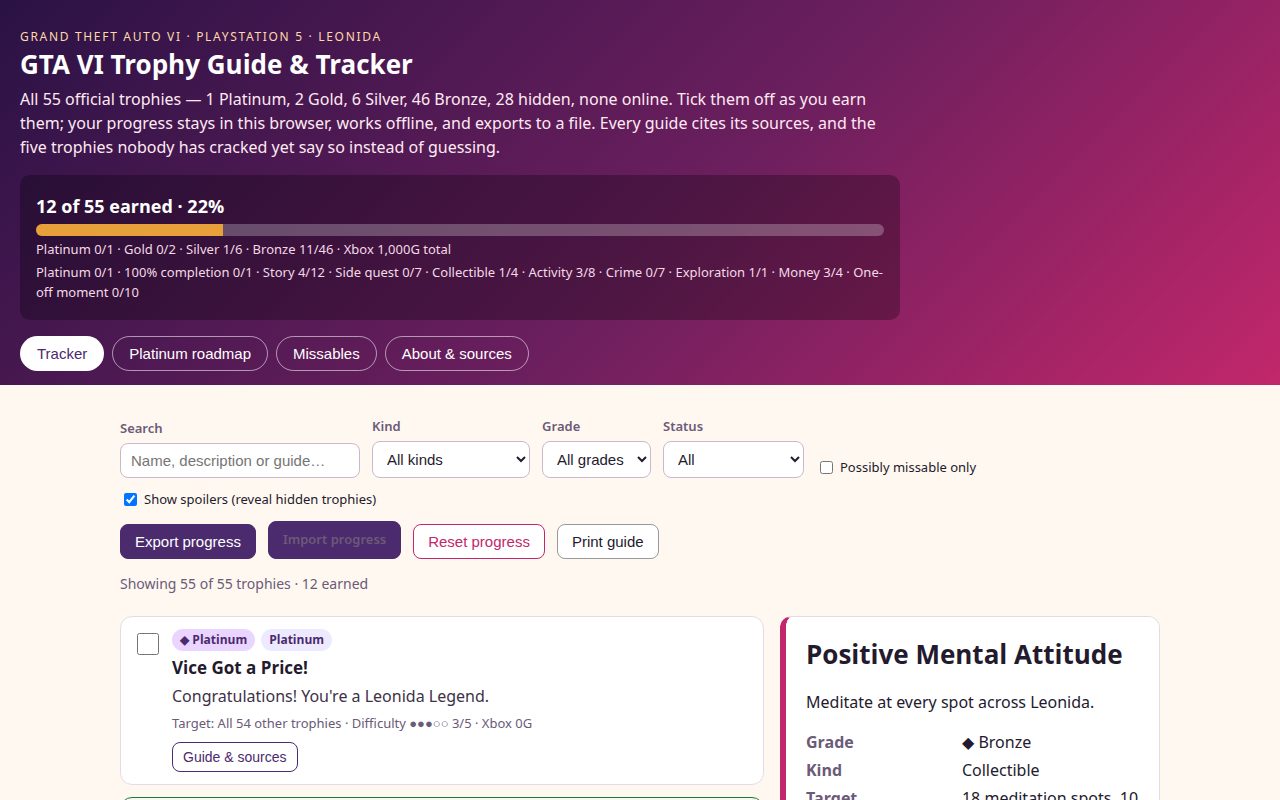 GRAND THEFT AUTO VI · PLAYSTATION 5 · LEONIDA
GTA VI Trophy Guide & Tracker
All 55 official trophies — 1 Platinum, 2 Gold, 6 Silver, 46 Bronze, 28 hidden, none online. Tick them off as you earn
them; your progress stays in this browser, works offline, and exports to a file. Every guide cites its sources, and the
five trophies nobody has cracked yet say so instead of guessing.
12 of 55 earned · 22%
Platinum 0/1 · Gold 0/2 · Silver 1/6 · Bronze 11/46 · Xbox 1,000G total
Platinum 0/1 · 100% completion 0/1 · Story 4/12 · Side quest 0/7 · Collectible 1/4 · Activity 3/8 · Crime 0/7 · Exploration 1/1 · Money 3/4 · One-
off moment 0/10
Tracker Platinum roadmap Missables About & sources
Search Kind Grade Status
Name, description or guide… All kinds All grades All Possibly missable only
Show spoilers (reveal hidden trophies)
Export progress Import progress Reset progress Print guide
Showing 55 of 55 trophies · 12 earned
◆ Platinum Platinum
Vice Got a Price!
Congratulations! You're a Leonida Legend.
Target: All 54 other trophies · Difficulty ●●●○○ 3/5 · Xbox 0G
Guide & sources
Positive Mental Attitude
Meditate at every spot across Leonida.
Grade ◆ Bronze
Kind Collectible
Target 18 meditation spots, 10